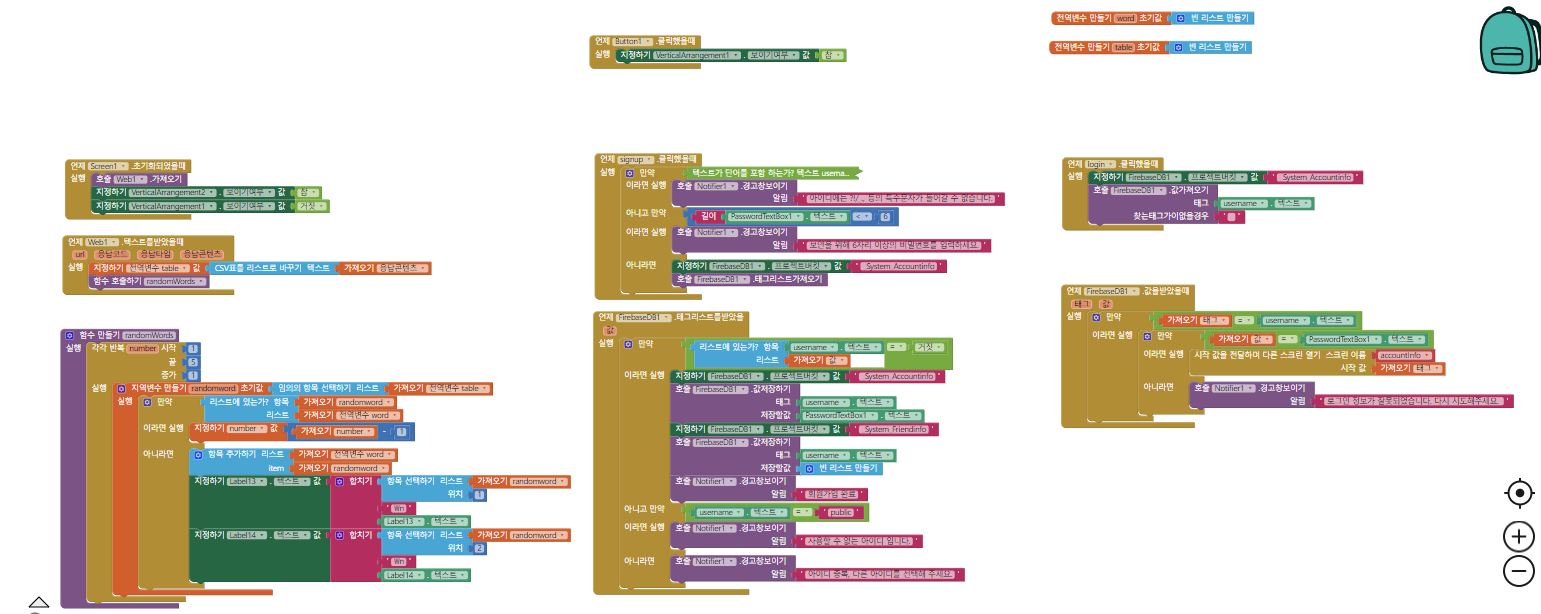 전역변수 만들기 word 초기값 빈 리스트 만들기
전역변수 만들기 table 초기값 빈 리스트 만들기
언제 Button1 .클릭했을때
실행 지정하기 VerticalArrangement1 . 보이기여부 값 참
언제 Screen1 .초기화되었을때
실행 호출 Web1 .가져오기
지정하기 VerticalArrangement2 . 보이기여부 값 참
지정하기 VerticalArrangement1 . 보이기여부 값 거짓
언제 Web1 .텍스트를받았을때
url 응답코드 응답타입 응답콘텐츠
실행 지정하기 전역변수 table 값 CSV표를 리스트로 바꾸기 텍스트 가져오기 응답콘텐츠
함수 호출하기 randomWords
함수 만들기 randomWords
실행 각각 반복 number 시작 1
끝 5
증가 1
실행 지역변수 만들기 randomword 초기값 임의의 항목 선택하기 리스트 가져오기 전역변수 table
실행 만약 리스트에 있는가? 항목 가져오기 randomword
리스트 가져오기 전역변수 word
이라면 실행 지정하기 number 값 가져오기 number - 1
아니라면 항목 추가하기 리스트 가져오기 전역변수 word
item 가져오기 randomword
지정하기 Label13 . 텍스트 값 합치기 항목 선택하기 리스트 가져오기 randomword
위치 1
" \n "
Label13 . 텍스트
지정하기 Label14 . 텍스트 값 합치기 항목 선택하기 리스트 가져오기 randomword
위치 2
" \n "
Label14 . 텍스트
언제 signup .클릭했을때
실행 만약 텍스트가 단어를 포함 하는가? 텍스트 userna...
이라면 실행 호출 Notifier1 .경고창보이기
알림 " 아이디에는 ?!/ ., 등의 특수문자가 들어갈 수 없습니다. "
아니고 만약 길이 PasswordTextBox1 . 텍스트 < 6
이라면 실행 호출 Notifier1 .경고창보이기
알림 " 보안을 위해 6자리 이상의 비밀번호를 입력하세요. "
아니라면 지정하기 FirebaseDB1 . 프로젝트버킷 값 " System_Accountinfo "
호출 FirebaseDB1 .태그리스트가져오기
언제 FirebaseDB1 .태그리스트를받았을
값
실행 만약 리스트에 있는가? 항목 username . 텍스트 = 거짓
리스트 가져오기 값
이라면 실행 지정하기 FirebaseDB1 . 프로젝트버킷 값 " System_Accountinfo "
호출 FirebaseDB1 .값저장하기
태그 username . 텍스트
저장할값 PasswordTextBox1 . 텍스트
지정하기 FirebaseDB1 . 프로젝트버킷 값 " System_Friendinfo "
호출 FirebaseDB1 .값저장하기
태그 username . 텍스트
저장할값 빈 리스트 만들기
호출 Notifier1 .경고창보이기
알림 " 회원가입 완료 "
아니고 만약 username . 텍스트 = " public "
이라면 실행 호출 Notifier1 .경고창보이기
알림 " 사용할 수 없는 아이디 입니다. "
아니라면 호출 Notifier1 .경고창보이기
알림 " 아이디 중복, 다른 아이디를 선택해 주세요. "
언제 login .클릭했을때
실행 지정하기 FirebaseDB1 . 프로젝트버킷 값 " System_Accountinfo "
호출 FirebaseDB1 .값가져오기
태그 username . 텍스트
찾는태그가없을경우 " "
언제 FirebaseDB1 .값을받았을때
태그 값
실행 만약 가져오기 태그 = username . 텍스트
이라면 실행 만약 가져오기 값 = PasswordTextBox1 . 텍스트
이라면 실행 시작 값을 전달하며 다른 스크린 열기 스크린 이름 accountInfo
시작 값 가져오기 태그
아니라면 호출 Notifier1 .경고창보이기
알림 " 로그인 정보가 잘못되었습니다. 다시 시도해주세요. "